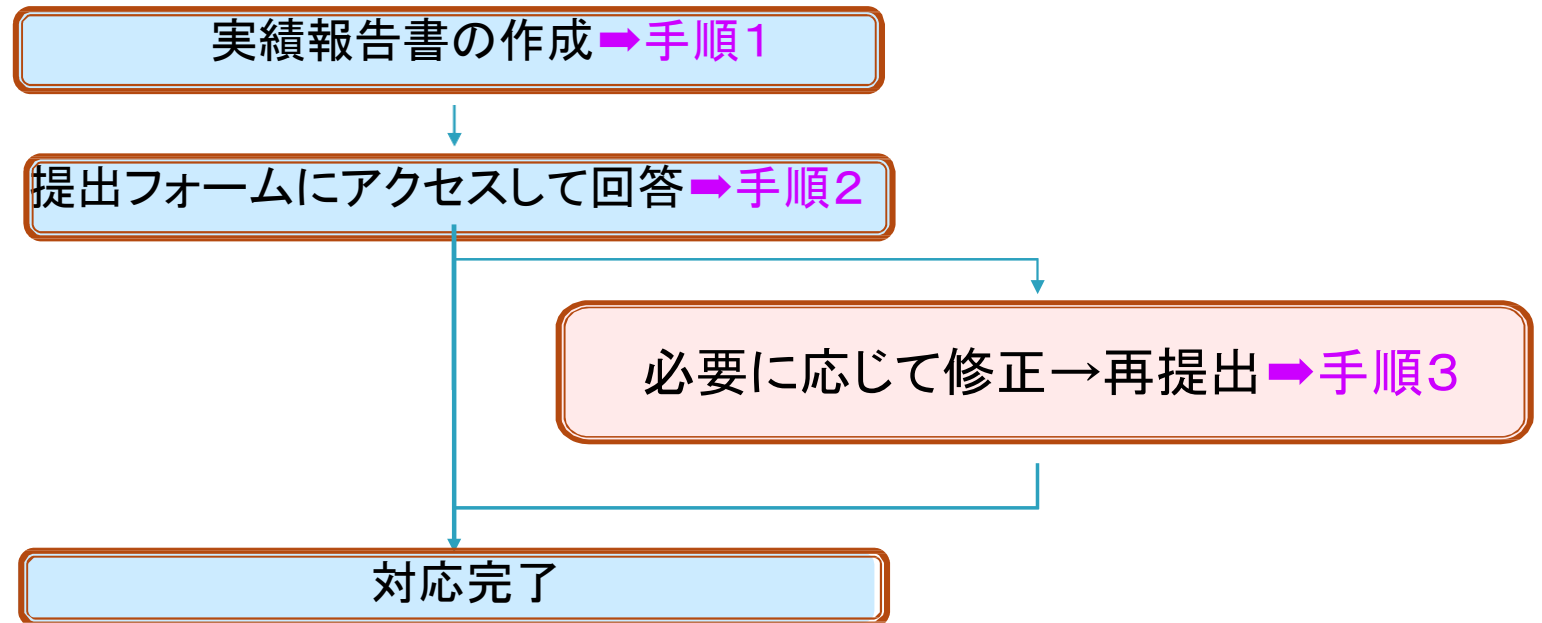 実績報告書の作成➡手順１
提出フォームにアクセスして回答➡手順２
必要に応じて修正→再提出➡手順３
対応完了